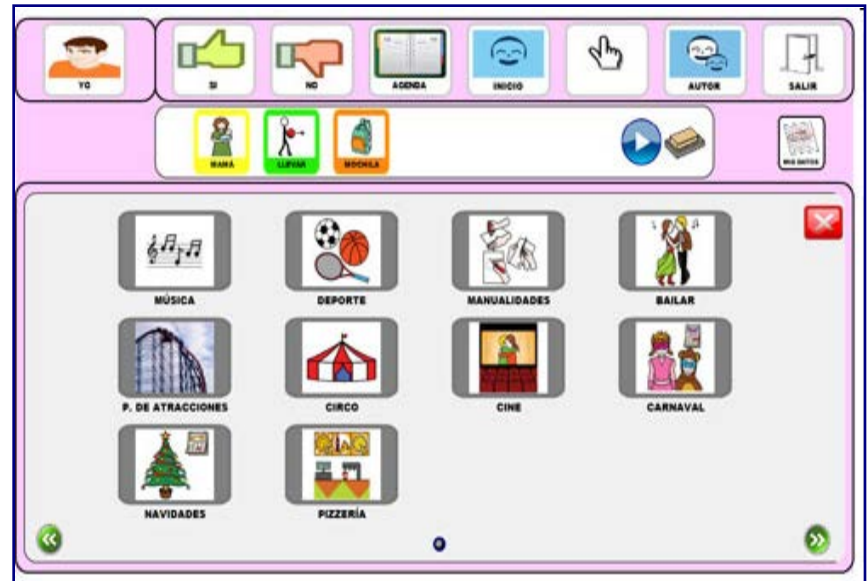 YO
SI
NO
AGENDA
INICIO
AUTOR
SALIR
MAMÁ
LLEVAR
MOCHILA
MIS DATOS
MÚSICA
DEPORTE
MANUALIDADES
BAILAR
P. DE ATRACCIONES
CIRCO
CINE
CARNAVAL
NAVIDADES
PIZZERÍA